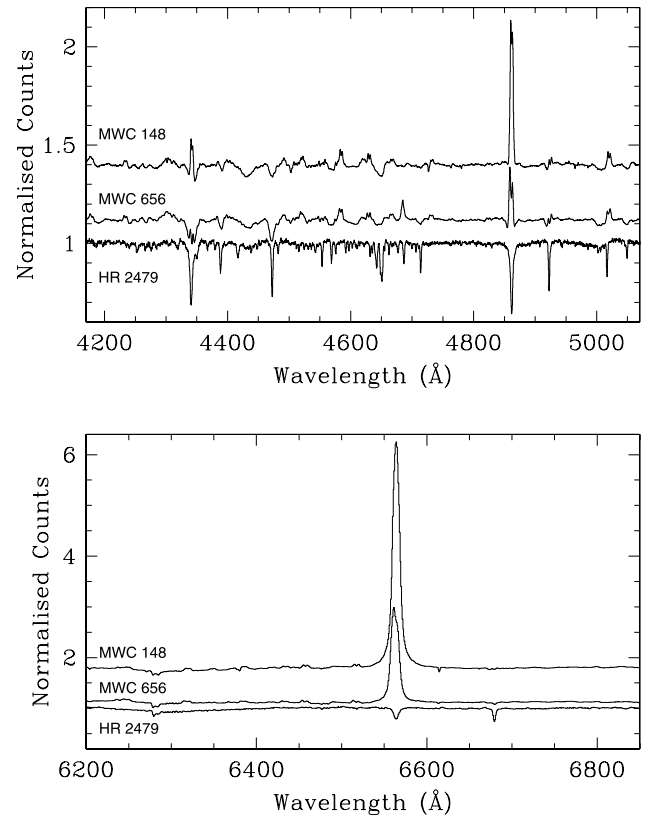 Normalised Counts
2
1.5
1
MWC 148
MWC 656
HR 2479
4200
4400
4600
4800
5000
Wavelength (Å)
Normalised Counts
6
4
2
MWC 148
MWC 656
HR 2479
6200
6400
6600
6800
Wavelength (Å)